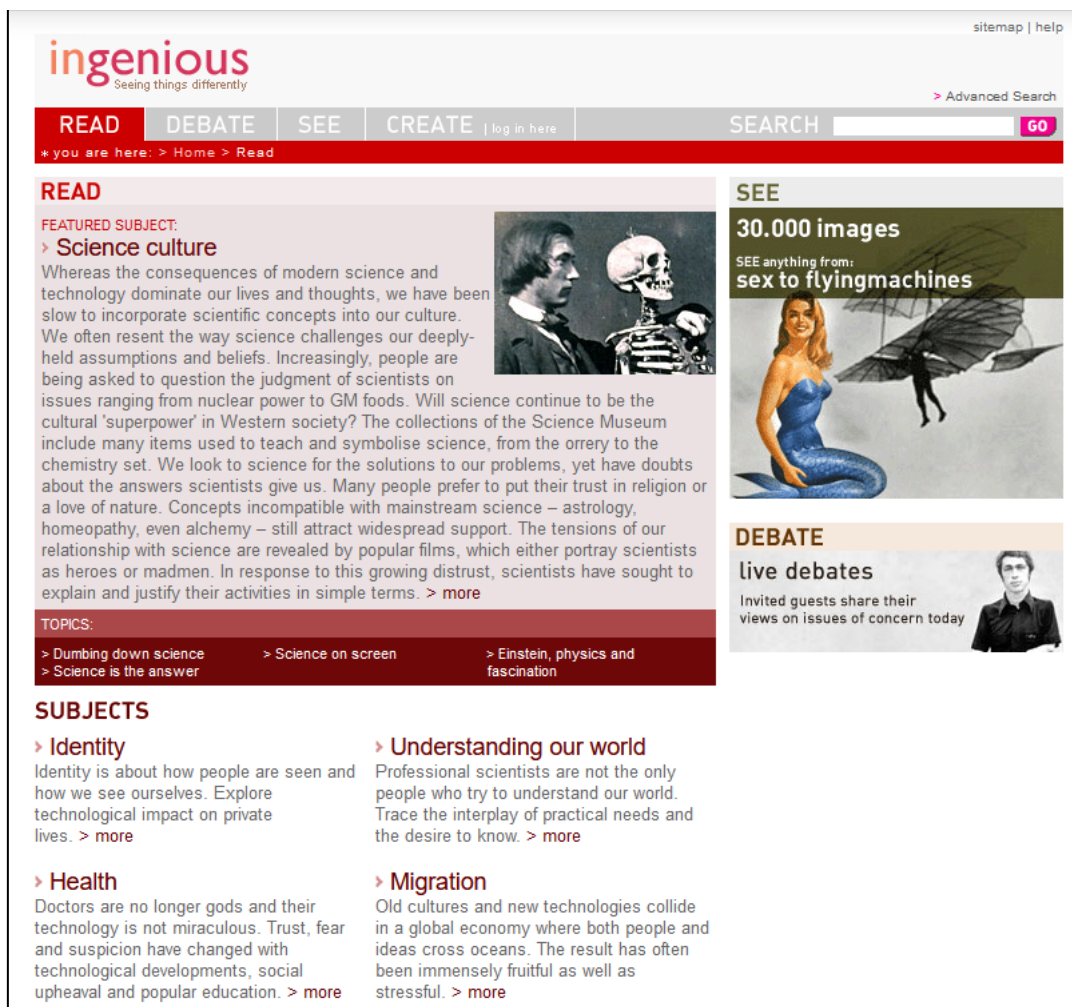 sitemap | help
ingenious
Seeing things differently
> Advanced Search
READ DEBATE SEE CREATE | log in here SEARCH GO
* you are here: > Home > Read
READ
FEATURED SUBJECT:
› Science culture
Whereas the consequences of modern science and
technology dominate our lives and thoughts, we have been
slow to incorporate scientific concepts into our culture.
We often resent the way science challenges our deeply-
held assumptions and beliefs. Increasingly, people are
being asked to question the judgment of scientists on
issues ranging from nuclear power to GM foods. Will science continue to be the
cultural 'superpower' in Western society? The collections of the Science Museum
include many items used to teach and symbolise science, from the orrery to the
chemistry set. We look to science for the solutions to our problems, yet have doubts
about the answers scientists give us. Many people prefer to put their trust in religion or
a love of nature. Concepts incompatible with mainstream science – astrology,
homeopathy, even alchemy – still attract widespread support. The tensions of our
relationship with science are revealed by popular films, which either portray scientists
as heroes or madmen. In response to this growing distrust, scientists have sought to
explain and justify their activities in simple terms. > more
TOPICS:
> Dumbing down science
> Science is the answer
> Science on screen
> Einstein, physics and
fascination
SEE
30.000 images
SEE anything from:
sex to flyingmachines
DEBATE
live debates
Invited guests share their
views on issues of concern today
SUBJECTS
› Identity
Identity is about how people are seen and
how we see ourselves. Explore
technological impact on private
lives. > more
› Understanding our world
Professional scientists are not the only
people who try to understand our world.
Trace the interplay of practical needs and
the desire to know. > more
› Health
Doctors are no longer gods and their
technology is not miraculous. Trust, fear
and suspicion have changed with
technological developments, social
upheaval and popular education. > more
› Migration
Old cultures and new technologies collide
in a global economy where both people and
ideas cross oceans. The result has often
been immensely fruitful as well as
stressful. > more